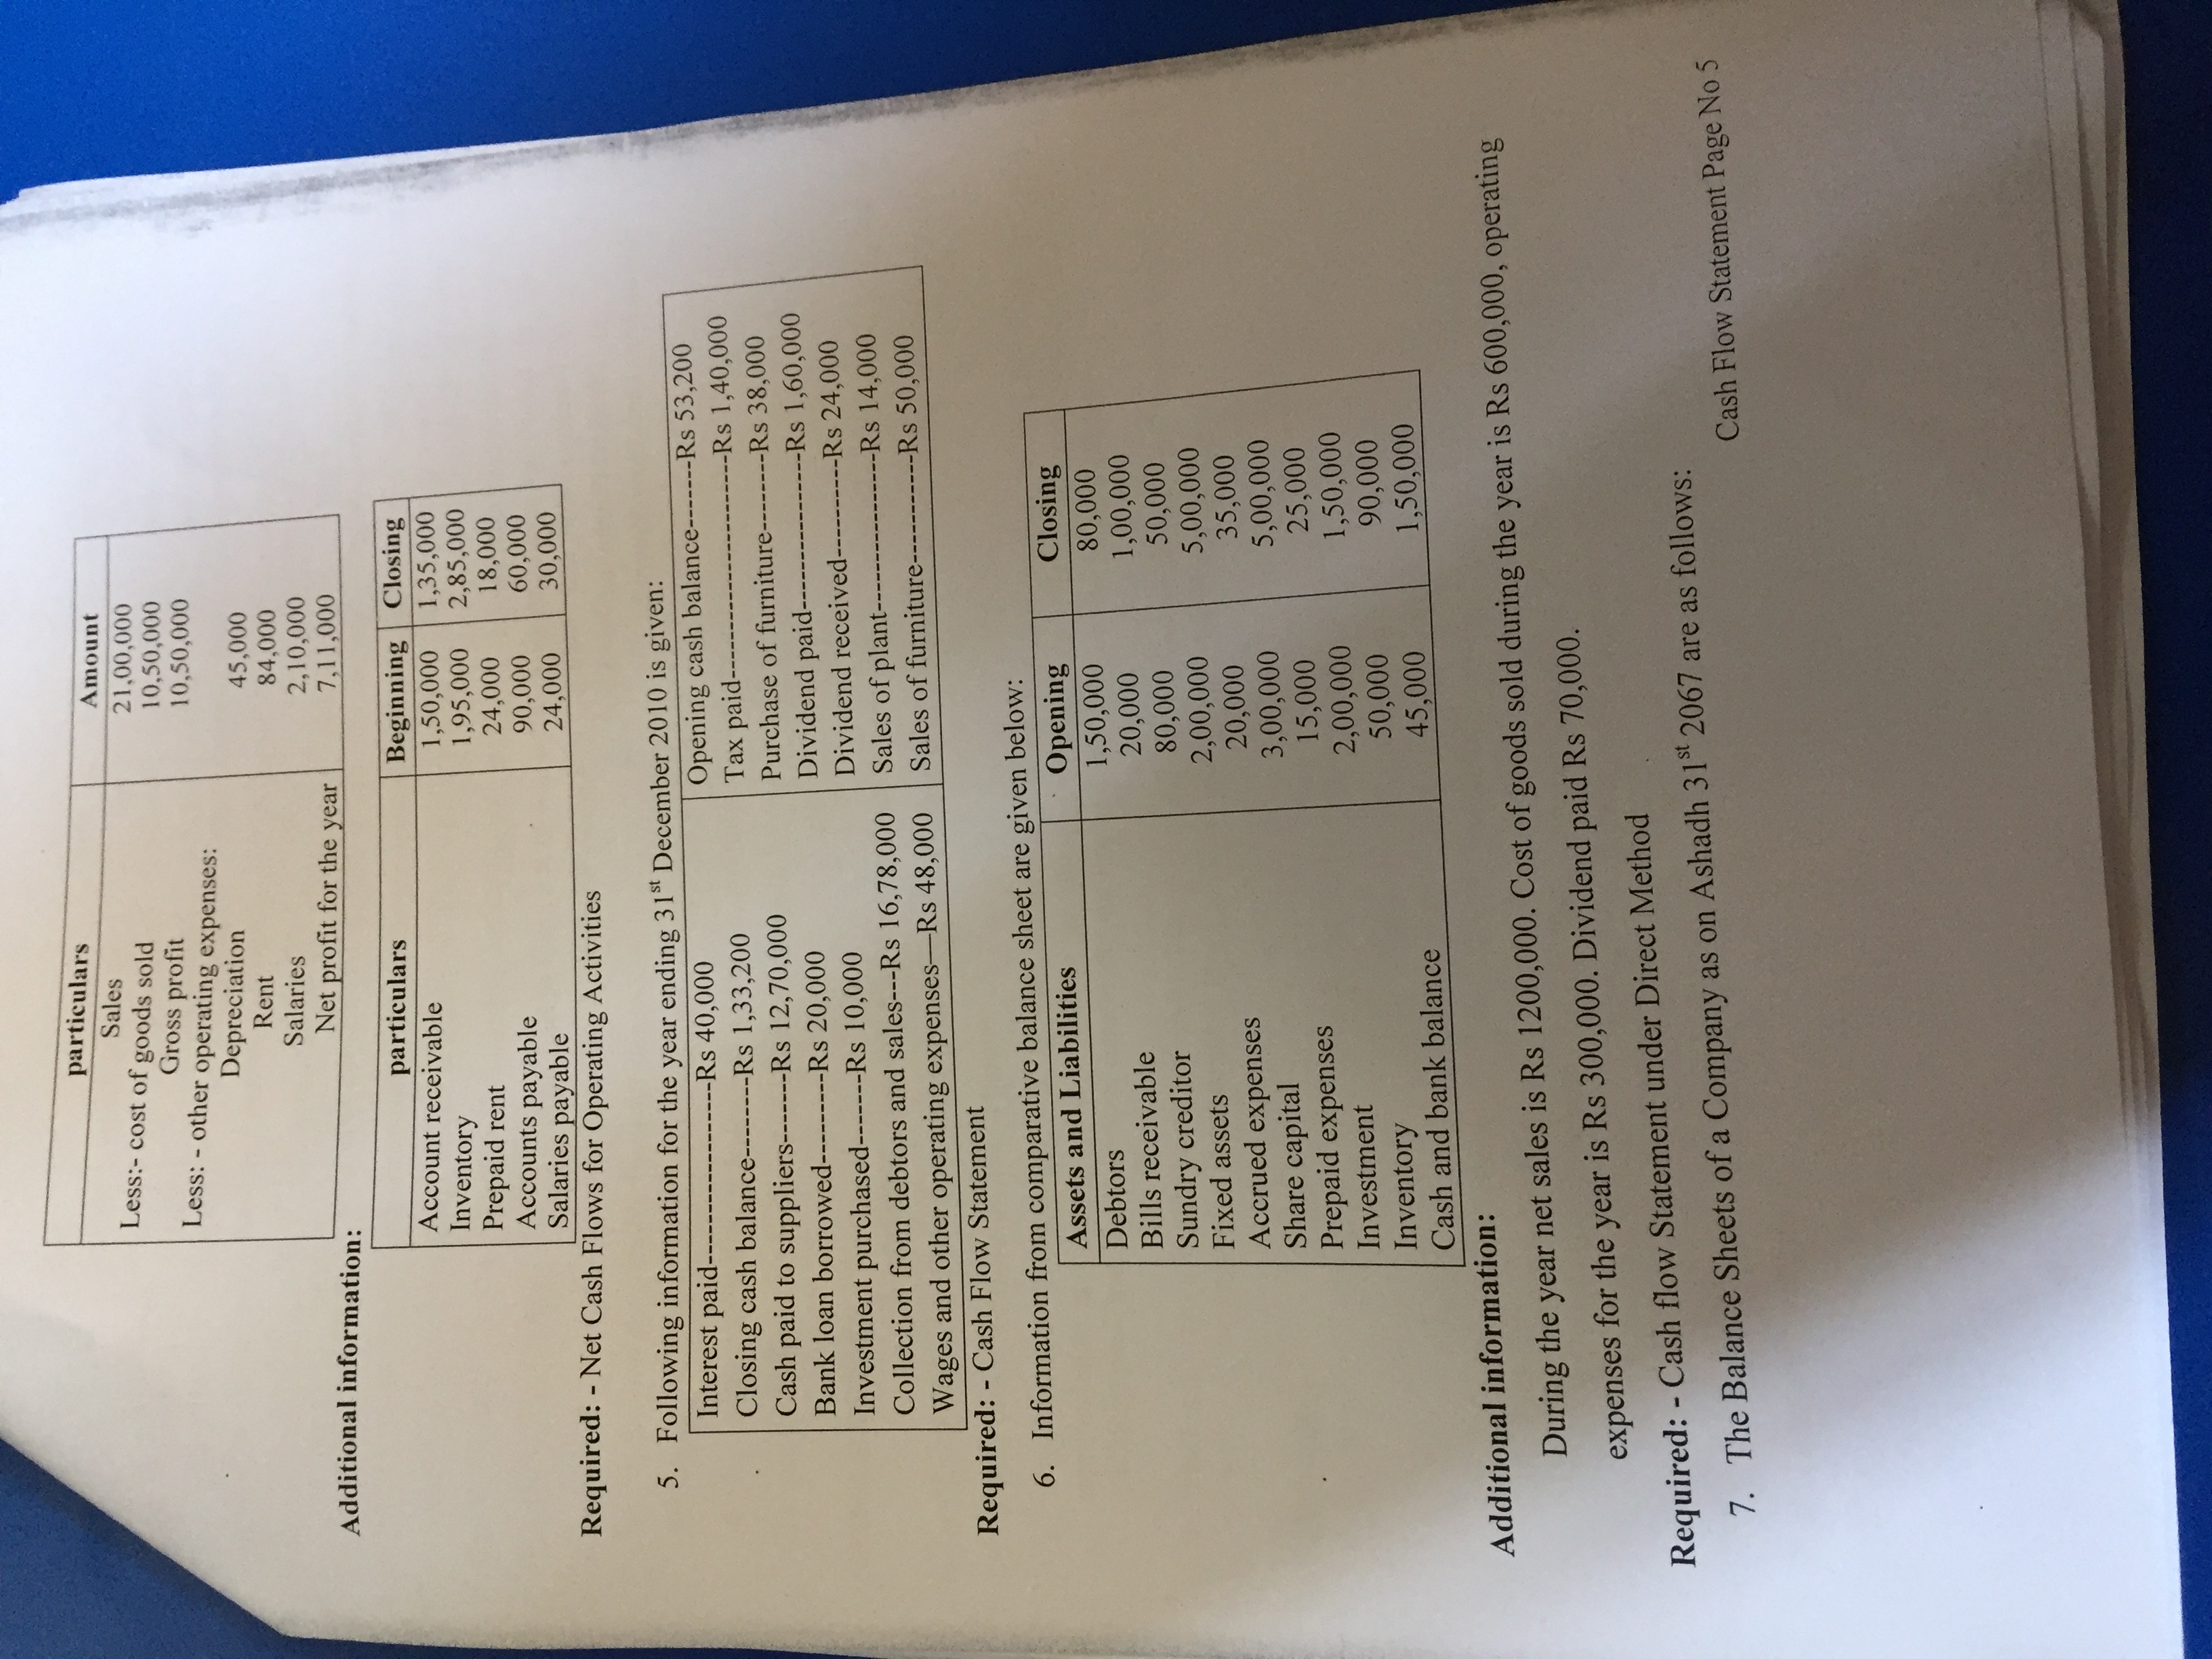 particulars Amount
Sales 21,00,000
Less:- cost of goods sold 10,50,000
Gross profit 10,50,000
Less: - other operating expenses:
Depreciation 45,000
Rent 84,000
Salaries 2,10,000
Net profit for the year 7,11,000
Additional information:
particulars Beginning Closing
Account receivable 1,50,000 1,35,000
Inventory 1,95,000 2,85,000
Prepaid rent 24,000 18,000
Accounts payable 90,000 60,000
Salaries payable 24,000 30,000
Required: - Net Cash Flows for Operating Activities
5. Following information for the year ending 31st December 2010 is given:
Interest paid------------------Rs 40,000
Closing cash balance--------Rs 1,33,200
Cash paid to suppliers-------Rs 12,70,000
Bank loan borrowed---------Rs 20,000
Investment purchased-------Rs 10,000
Collection from debtors and sales---Rs 16,78,000
Wages and other operating expenses—Rs 48,000
Opening cash balance-------Rs 53,200
Tax paid----------------------Rs 1,40,000
Purchase of furniture--------Rs 38,000
Dividend paid----------------Rs 1,60,000
Dividend received----------Rs 24,000
Sales of plant----------------Rs 14,000
Sales of furniture-----------Rs 50,000
Required: - Cash Flow Statement
6. Information from comparative balance sheet are given below:
Assets and Liabilities Opening Closing
Debtors 1,50,000 80,000
Bills receivable 20,000 1,00,000
Sundry creditor 80,000 50,000
Fixed assets 2,00,000 5,00,000
Accrued expenses 20,000 35,000
Share capital 3,00,000 5,00,000
Prepaid expenses 15,000 25,000
Investment 2,00,000 1,50,000
Inventory 50,000 90,000
Cash and bank balance 45,000 1,50,000
Additional information:
During the year net sales is Rs 1200,000. Cost of goods sold during the year is Rs 600,000, operating
expenses for the year is Rs 300,000. Dividend paid Rs 70,000.
Required: - Cash flow Statement under Direct Method
7. The Balance Sheets of a Company as on Ashadh 31st 2067 are as follows:
Cash Flow Statement Page No 5